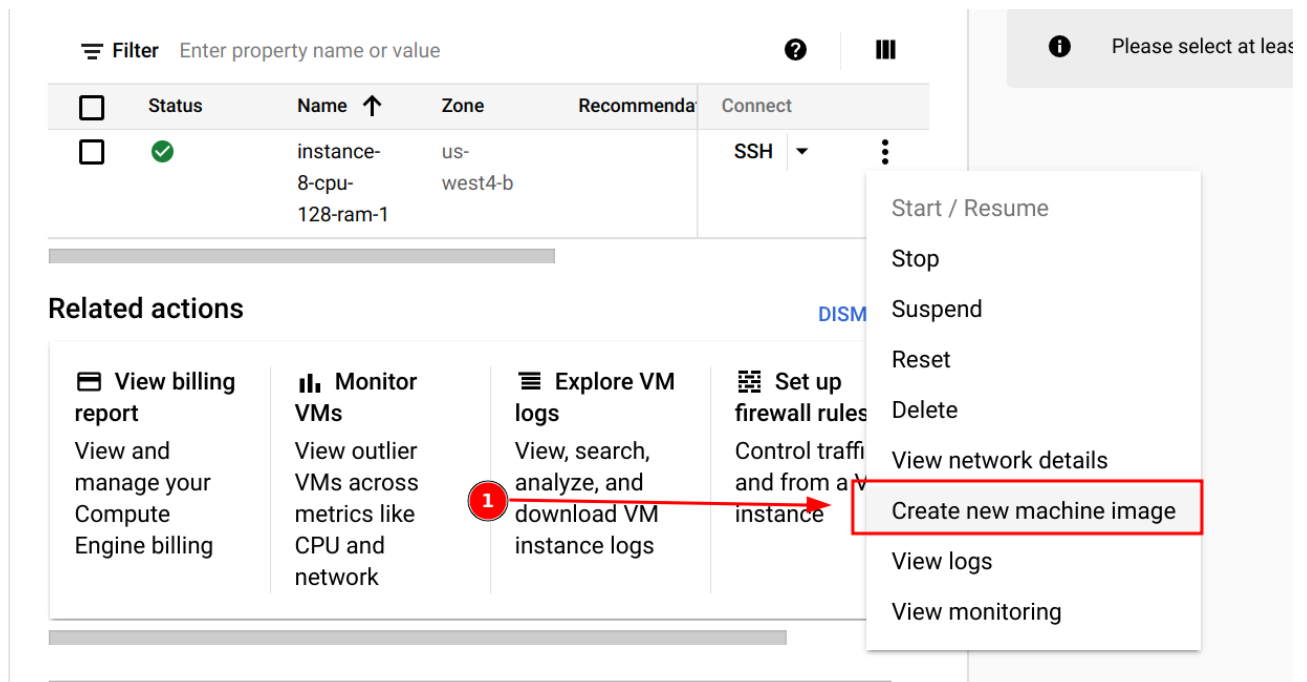 Filter Enter property name or value
Please select at leas
Status Name Zone Recommenda Connect
instance-
8-cpu-
128-ram-1
us-
west4-b
SSH
Start / Resume
Stop
Suspend
Reset
Delete
View network details
Create new machine image
View logs
View monitoring
Related actions
DISM
View billing
report
View and
manage your
Compute
Engine billing
Monitor
VMs
View outlier
VMs across
metrics like
CPU and
network
Explore VM
logs
View, search,
analyze, and
download VM
instance logs
Set up
firewall rules
Control traffi
and from a V
instance
1